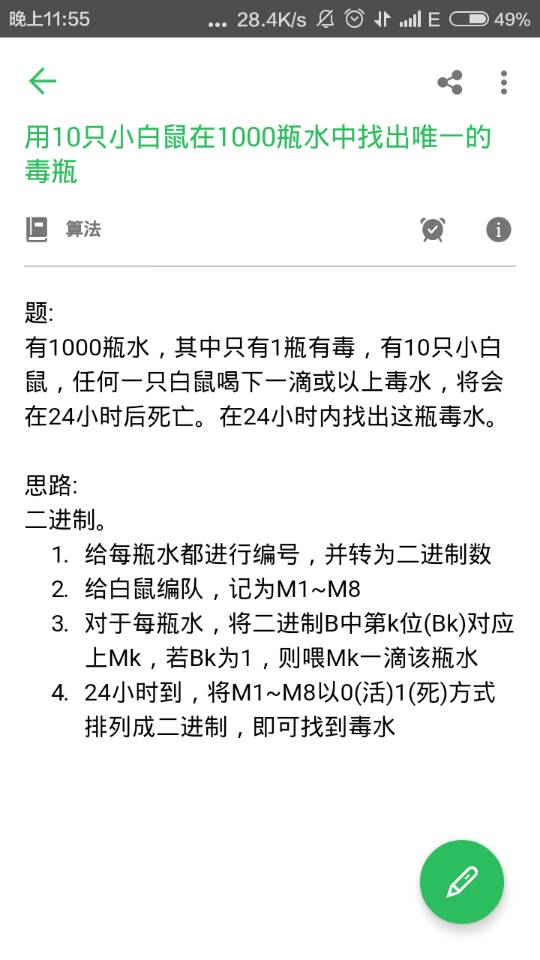 晚上11:55 ... 28.4K/s E 49%
用10只小白鼠在1000瓶水中找出唯一的
毒瓶
算法
题:
有1000瓶水，其中只有1瓶有毒，有10只小白
鼠，任何一只白鼠喝下一滴或以上毒水，将会
在24小时后死亡。在24小时内找出这瓶毒水。
思路:
二进制。
1. 给每瓶水都进行编号，并转为二进制数
2. 给白鼠编队，记为M1~M8
3. 对于每瓶水，将二进制B中第k位(Bk)对应
上Mk，若Bk为1，则喂Mk一滴该瓶水
4. 24小时到，将M1~M8以0(活)1(死)方式
排列成二进制，即可找到毒水